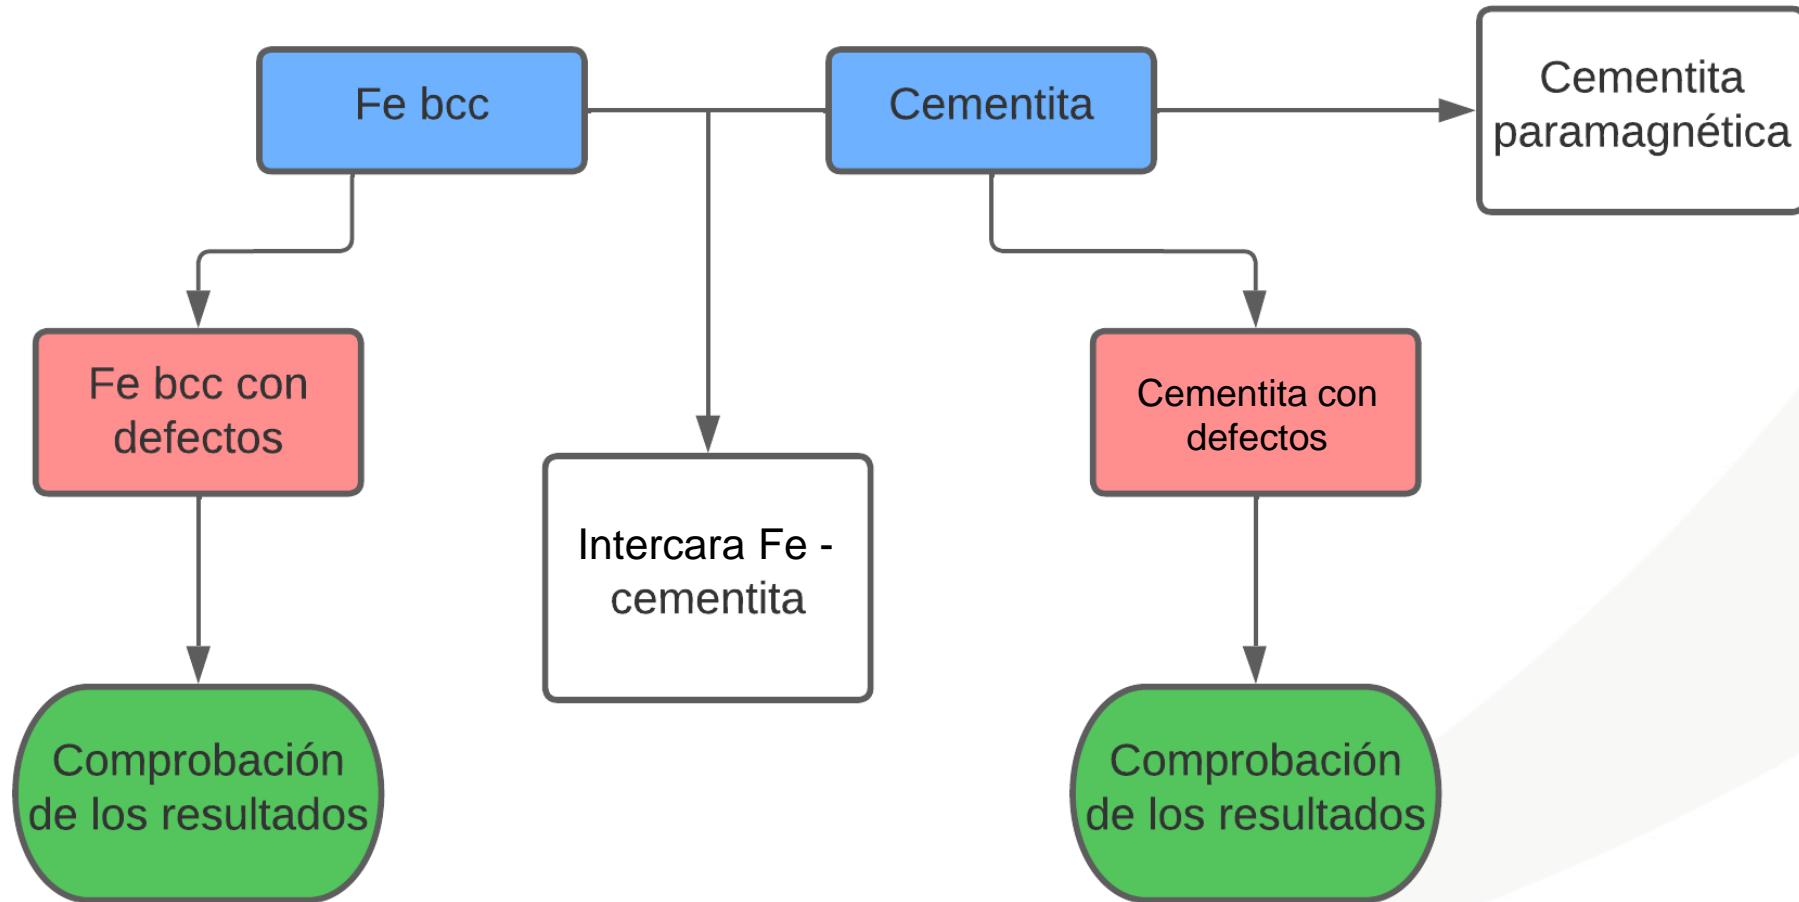 Fe bcc
Cementita
Cementita
paramagnética
Fe bcc con
defectos
Intercara Fe -
cementita
Cementita con
defectos
Comprobación
de los resultados
Comprobación
de los resultados